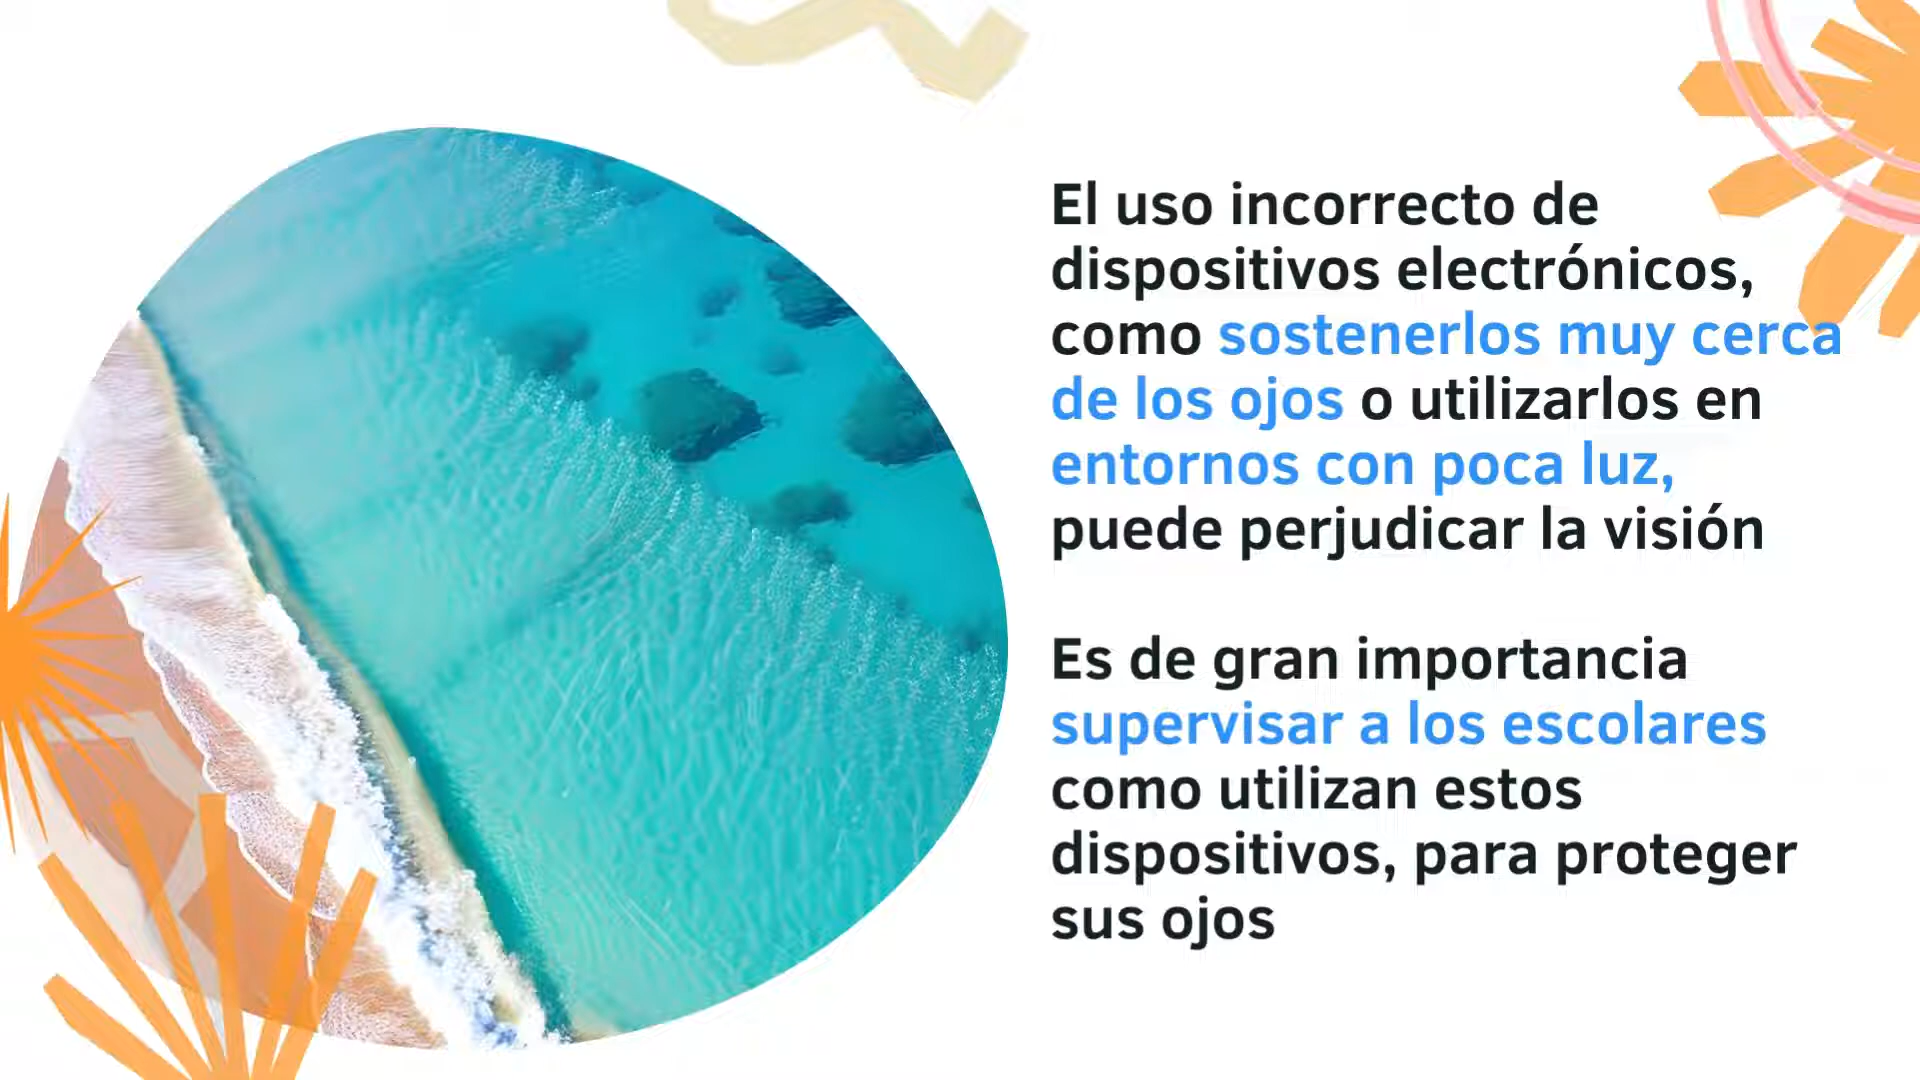 El uso incorrecto de
dispositivos electrónicos,
como sostenerlos muy cerca
de los ojos o utilizarlos en
entornos con poca luz,
puede perjudicar la visión
Es de gran importancia
supervisar a los escolares
como utilizan estos
dispositivos, para proteger
sus ojos